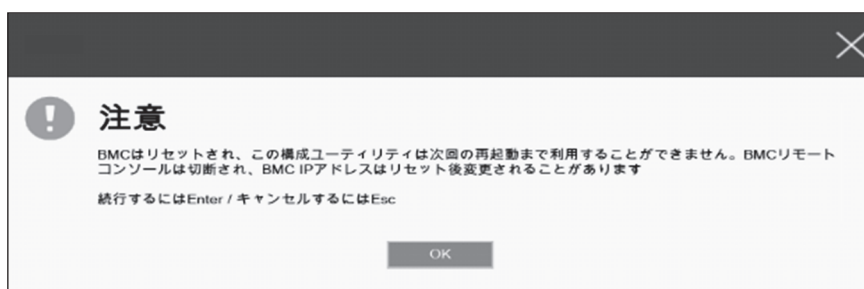 注意
BMCはリセットされ、この構成ユーティリティは次回の再起動まで利用することができません。BMCリモート
コンソールは切断され、BMC IPアドレスはリセット後変更されることがあります
続行するにはEnter / キャンセルするにはEsc
OK